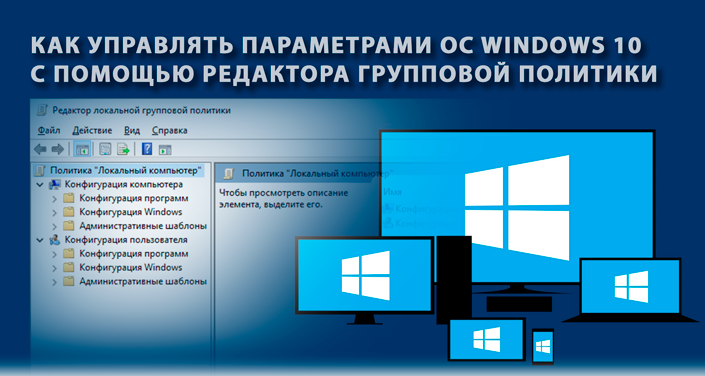 КАК УПРАВЛЯТЬ ПАРАМЕТРАМИ ОС WINDOWS 10
С ПОМОЩЬЮ РЕДАКТОРА ГРУППОВОЙ ПОЛИТИКИ
Редактор локальной групповой политики
Файл Действие Вид Справка
Политика "Локальный компьютер"
Конфигурация компьютера
Конфигурация программ
Конфигурация Windows
Административные шаблоны
Конфигурация пользователя
Конфигурация программ
Конфигурация Windows
Административные шаблоны
Политика "Локальный компьютер"
Чтобы просмотреть описание
элемента, выделите его.
Имя